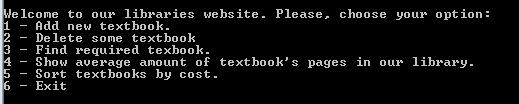 Welcome to our libraries website. Please, choose your option:
1 - Add new textbook.
2 - Delete some textbook
3 - Find required texbook.
4 - Show average amount of textbook's pages in our library.
5 - Sort textbooks by cost.
6 - Exit